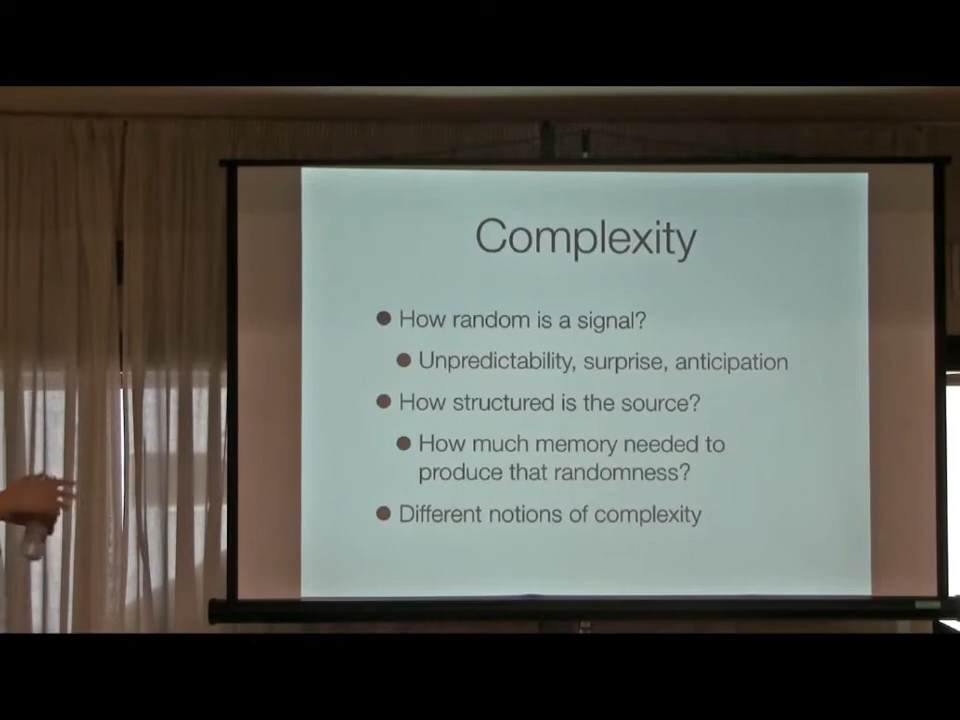 Complexity
● How random is a signal?
● Unpredictability, surprise, anticipation
● How structured is the source?
● How much memory needed to
produce that randomness?
● Different notions of complexity